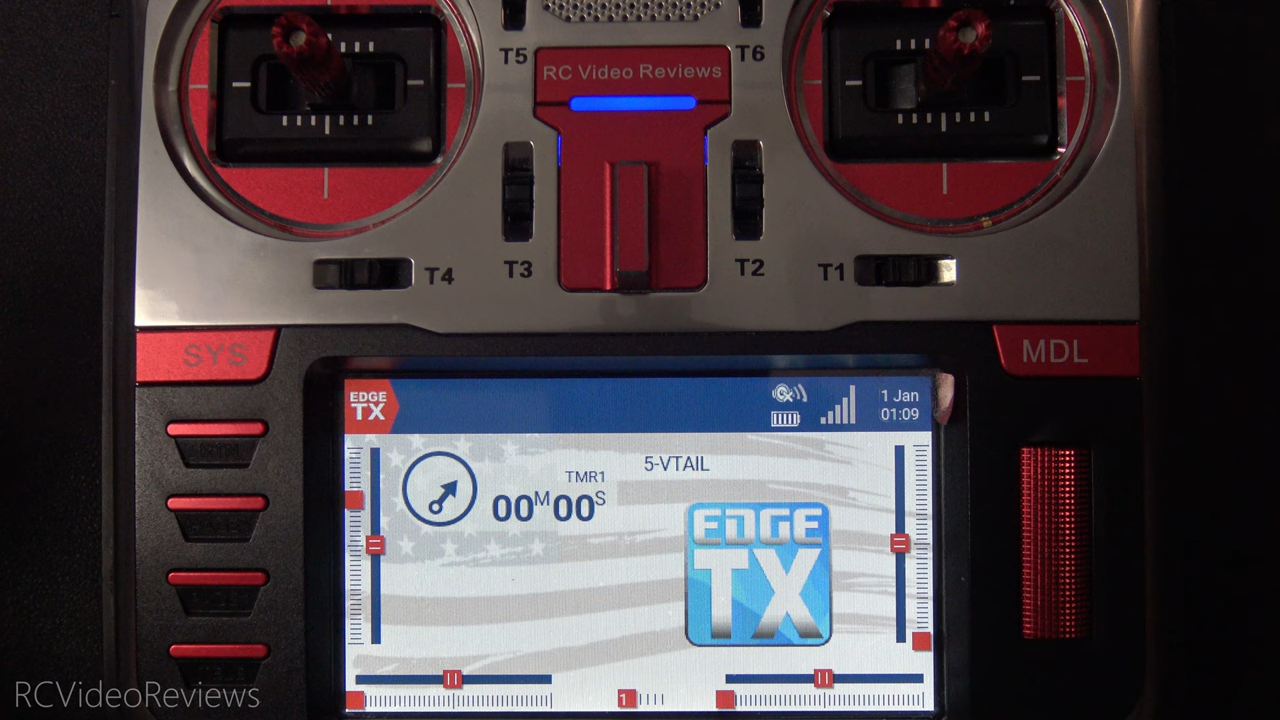 T5
T6
RC Video Reviews
T3
T2
T4
T1
SYS
MDL
EDGE
TX
1 Jan
01:09
5-VTAIL
TMR1
00M00S
EDGE
TX
1
RCVideoReviews